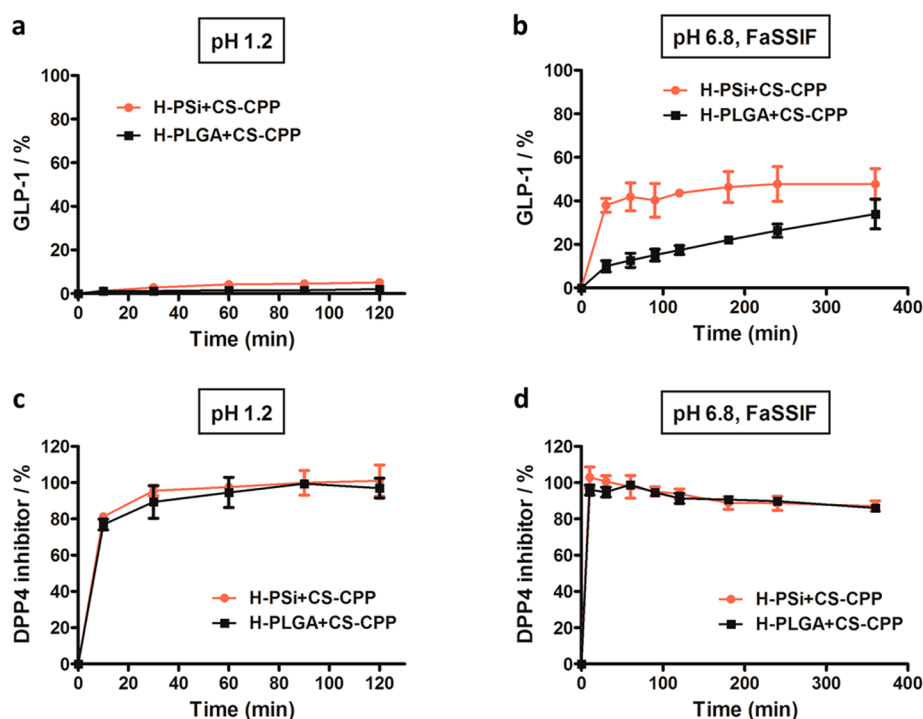 a
pH 1.2
GLP-1 / %
100
80
60
40
20
0
H-PSi+CS-CPP
H-PLGA+CS-CPP
0 20 40 60 80 100 120
Time (min)
b
pH 6.8, FaSSIF
GLP-1 / %
100
80
60
40
20
0
H-PSi+CS-CPP
H-PLGA+CS-CPP
0 100 200 300 400
Time (min)
c
pH 1.2
DPP4 inhibitor / %
120
100
80
60
40
20
0
H-PSi+CS-CPP
H-PLGA+CS-CPP
0 20 40 60 80 100 120
Time (min)
d
pH 6.8, FaSSIF
DPP4 inhibitor / %
120
100
80
60
40
20
0
H-PSi+CS-CPP
H-PLGA+CS-CPP
0 100 200 300 400
Time (min)